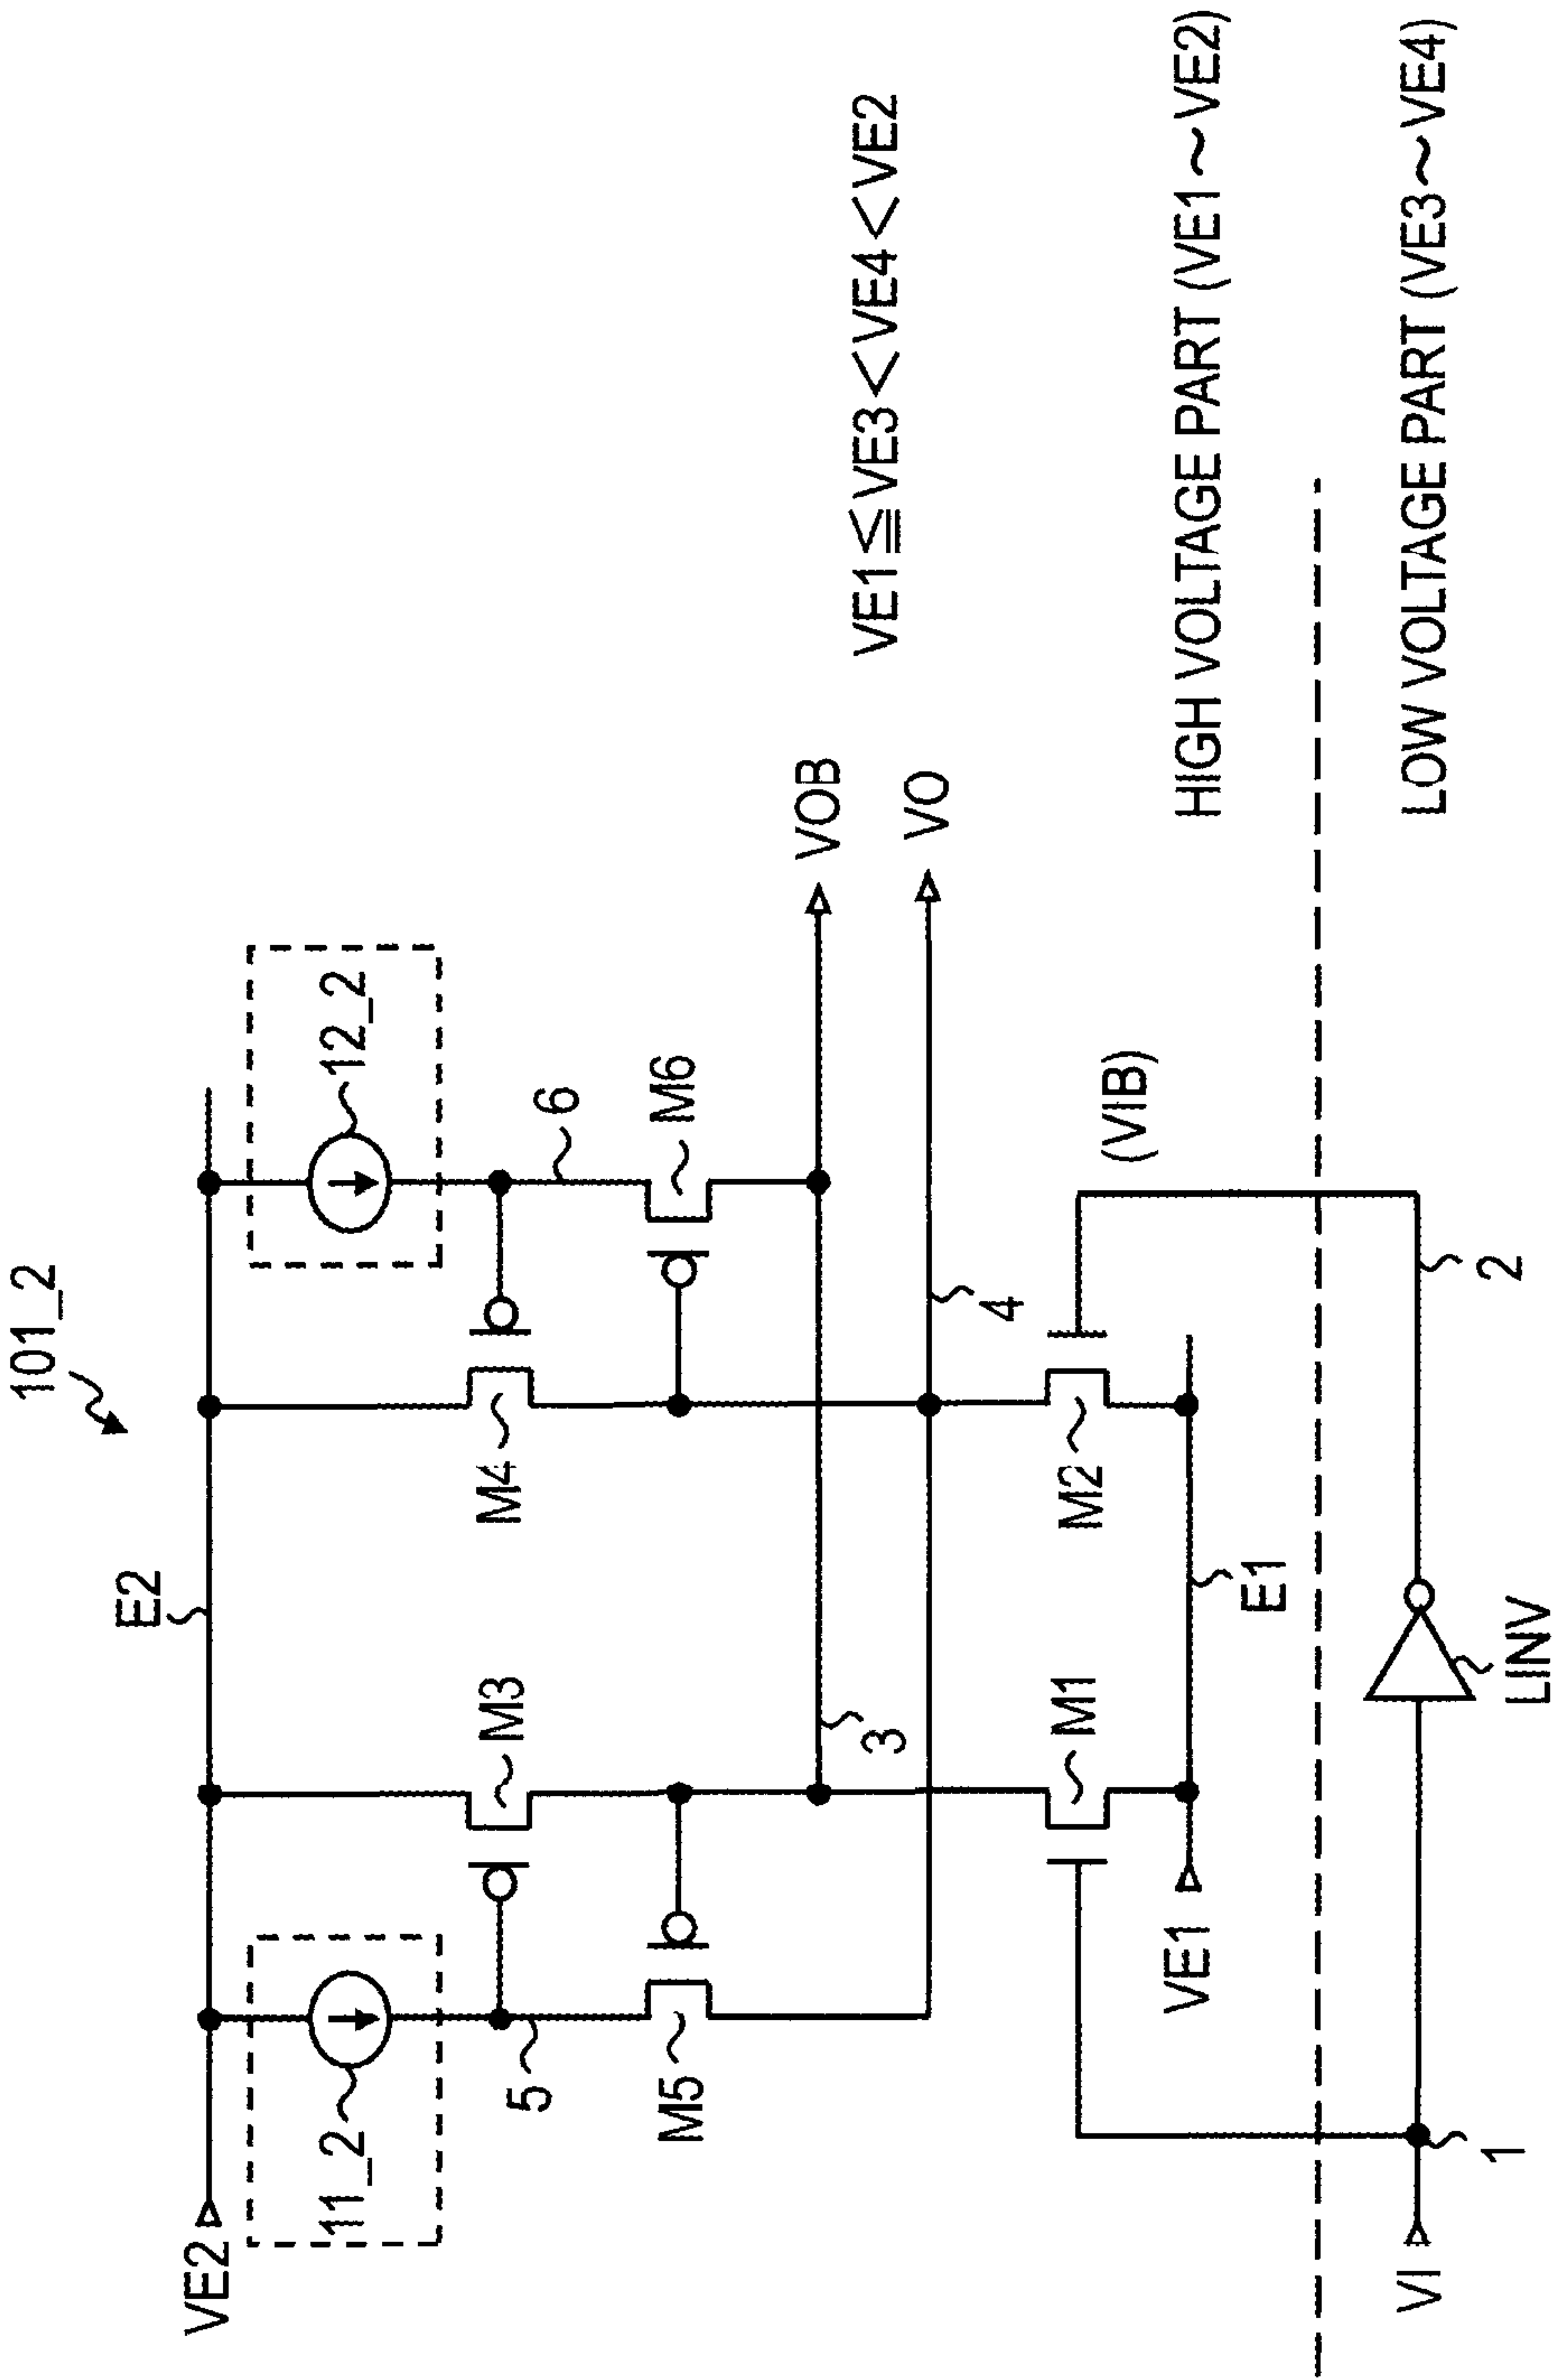 101_2
E2
VE2
11_2
12_2
M3
M4
5
6
M5
M6
VOB
VE1≦VE3<VE4<VE2
3
VO
4
M1
M2
(VIB)
VE1
E1
HIGH VOLTAGE PART (VE1~VE2)
LOW VOLTAGE PART (VE3~VE4)
VI
1
LINV
2